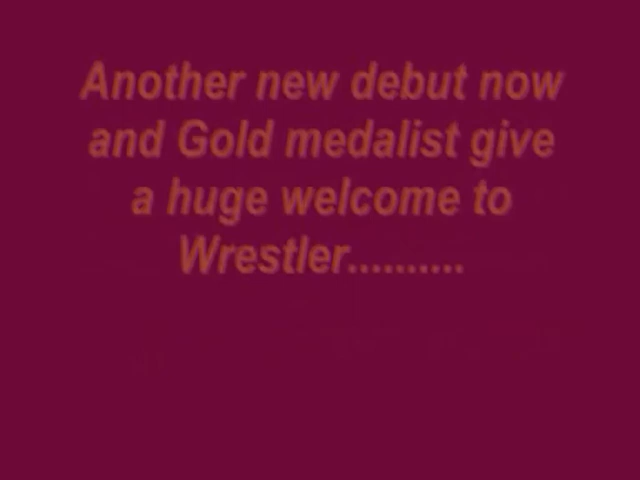 Another new debut now
and Gold medalist give
a huge welcome to
Wrestler..........